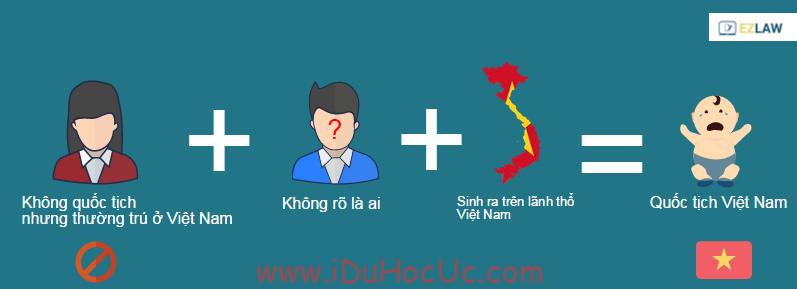 EZLAW
?
Không quốc tịch
nhưng thường trú ở Việt Nam
Không rõ là ai
Sinh ra trên lãnh thổ
Việt Nam
Quốc tịch Việt Nam
www.iDuHocUc.com